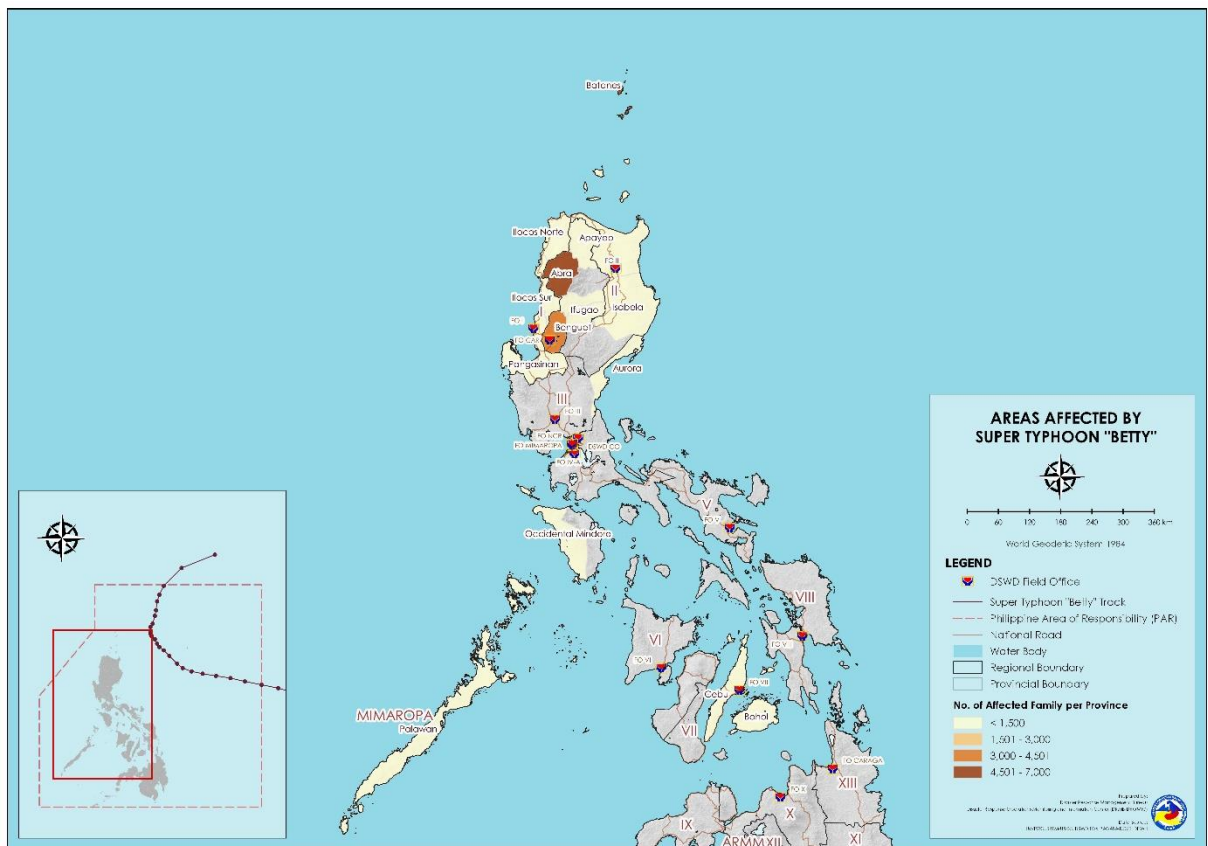 Batanes
Ilocos Norte
Apayao
FO II
Abra
II
Ilocos Sur
I
Ifugao
Isabela
FO I
Benguet
FO CAR
Pangasinan
Aurora
III
FO III
FO NCR
FO MIMAROPA
DSWD CO
FO IV-A
V
FO V
Occidental Mindoro
VIII
VI
FO VI
FO VII
Cebu
Bohol
MIMAROPA
Palawan
VII
FO CARAGA
XIII
FO X
X
IX
ARMMXII
XI
AREAS AFFECTED BY
SUPER TYPHOON "BETTY"
0 60 120 180 240 300 360 km
World Geodetic System 1984
LEGEND
DSWD Field Office
Super Typhoon "Betty" Track
Philippine Area of Responsibility (PAR)
National Road
Water Body
Regional Boundary
Provincial Boundary
No. of Affected Family per Province
< 1,500
1,501 - 3,000
3,000 - 4,501
4,501 - 7,000
Prepared by: